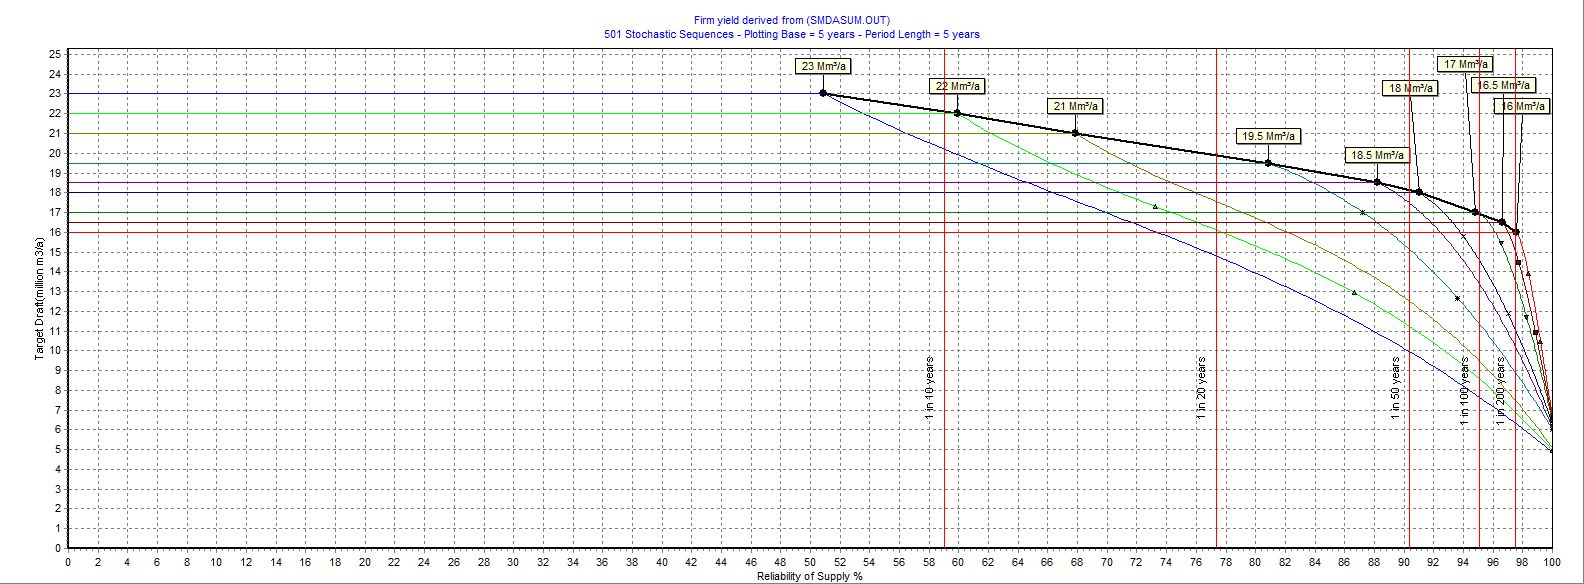 Firm yield derived from (SMDASUM.OUT)
501 Stochastic Sequences - Plotting Base = 5 years - Period Length = 5 years
25
24
23
22
21
20
19
18
17
16
15
14
13
12
11
10
9
8
7
6
5
4
3
2
1
0
Target Draft(million m3/a)
23 Mm³/a
22 Mm³/a
21 Mm³/a
19.5 Mm³/a
18.5 Mm³/a
18 Mm³/a
17 Mm³/a
16.5 Mm³/a
16 Mm³/a
1 in 10 years
1 in 20 years
1 in 50 years
1 in 100 years
1 in 200 years
0 2 4 6 8 10 12 14 16 18 20 22 24 26 28 30 32 34 36 38 40 42 44 46 48 50 52 54 56 58 60 62 64 66 68 70 72 74 76 78 80 82 84 86 88 90 92 94 96 98 100
Reliability of Supply %